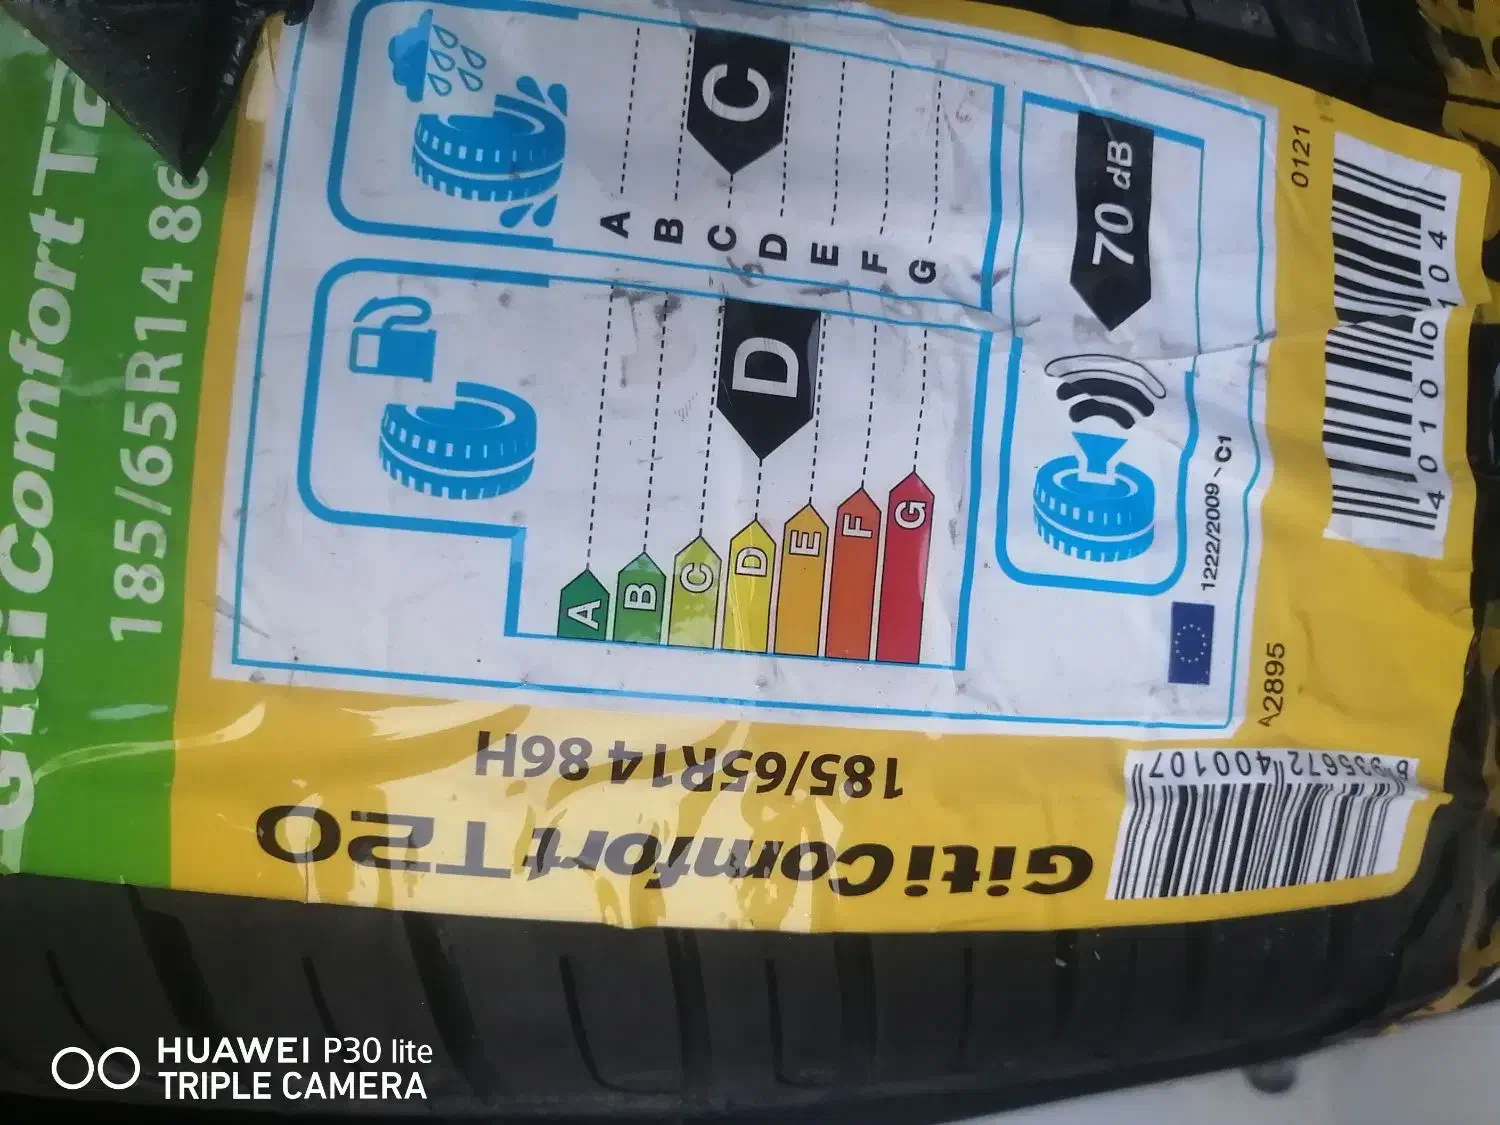 GitiComfort T2
185/65R14 86
A
B
C
D
E
F
G
C
D
A
B
C
D
E
F
G
70 dB
1222/2009 - C1
A2895
0121
185/65R14 86H
GitiComfort T20
6935672400107
HUAWEI P30 lite
TRIPLE CAMERA